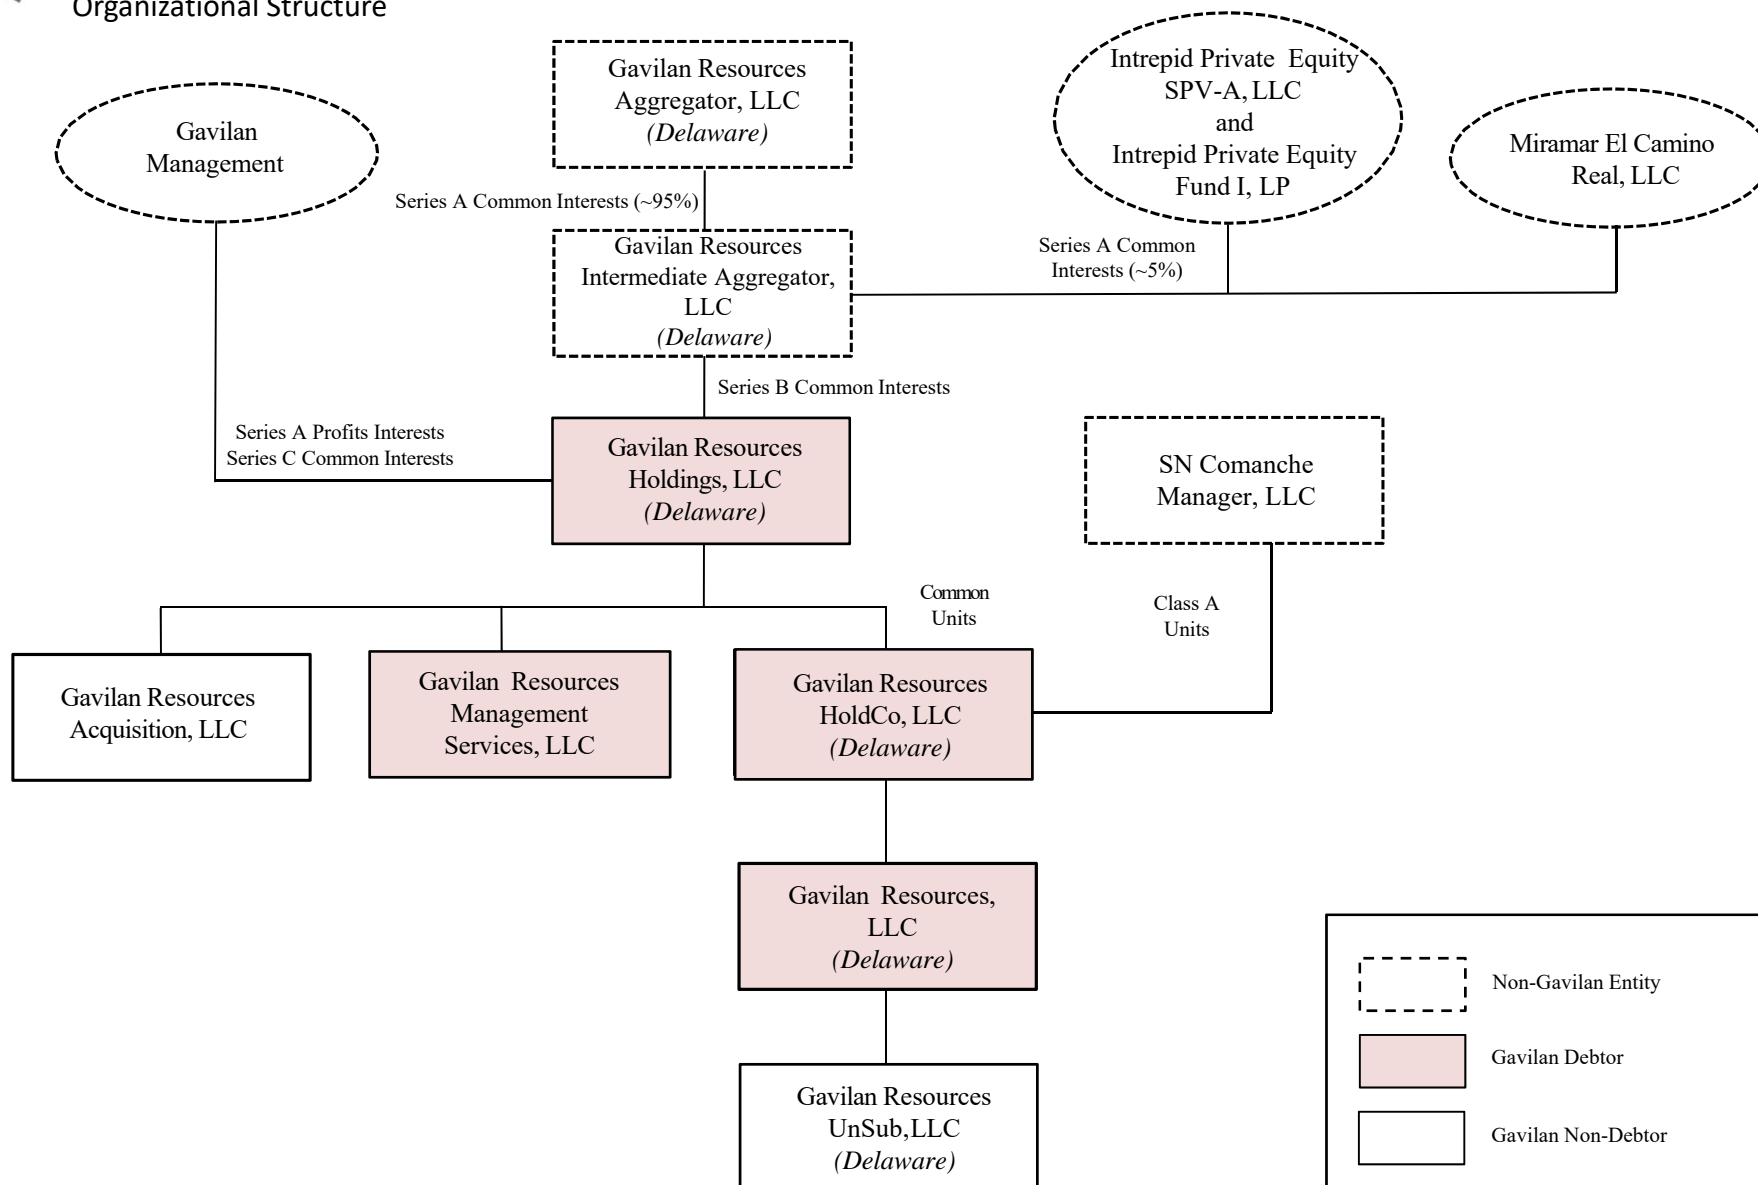 Organizational Structure
Gavilan Resources
Aggregator, LLC
(Delaware)
Intrepid Private Equity
SPV-A, LLC
and
Intrepid Private Equity
Fund I, LP
Gavilan
Management
Miramar El Camino
Real, LLC
Series A Common Interests (~95%)
Gavilan Resources
Intermediate Aggregator,
LLC
(Delaware)
Series A Common
Interests (~5%)
Series B Common Interests
Series A Profits Interests
Series C Common Interests
Gavilan Resources
Holdings, LLC
(Delaware)
SN Comanche
Manager, LLC
Common
Units
Class A
Units
Gavilan Resources
Acquisition, LLC
Gavilan Resources
Management
Services, LLC
Gavilan Resources
HoldCo, LLC
(Delaware)
Gavilan Resources,
LLC
(Delaware)
Gavilan Resources
UnSub,LLC
(Delaware)
Non-Gavilan Entity
Gavilan Debtor
Gavilan Non-Debtor